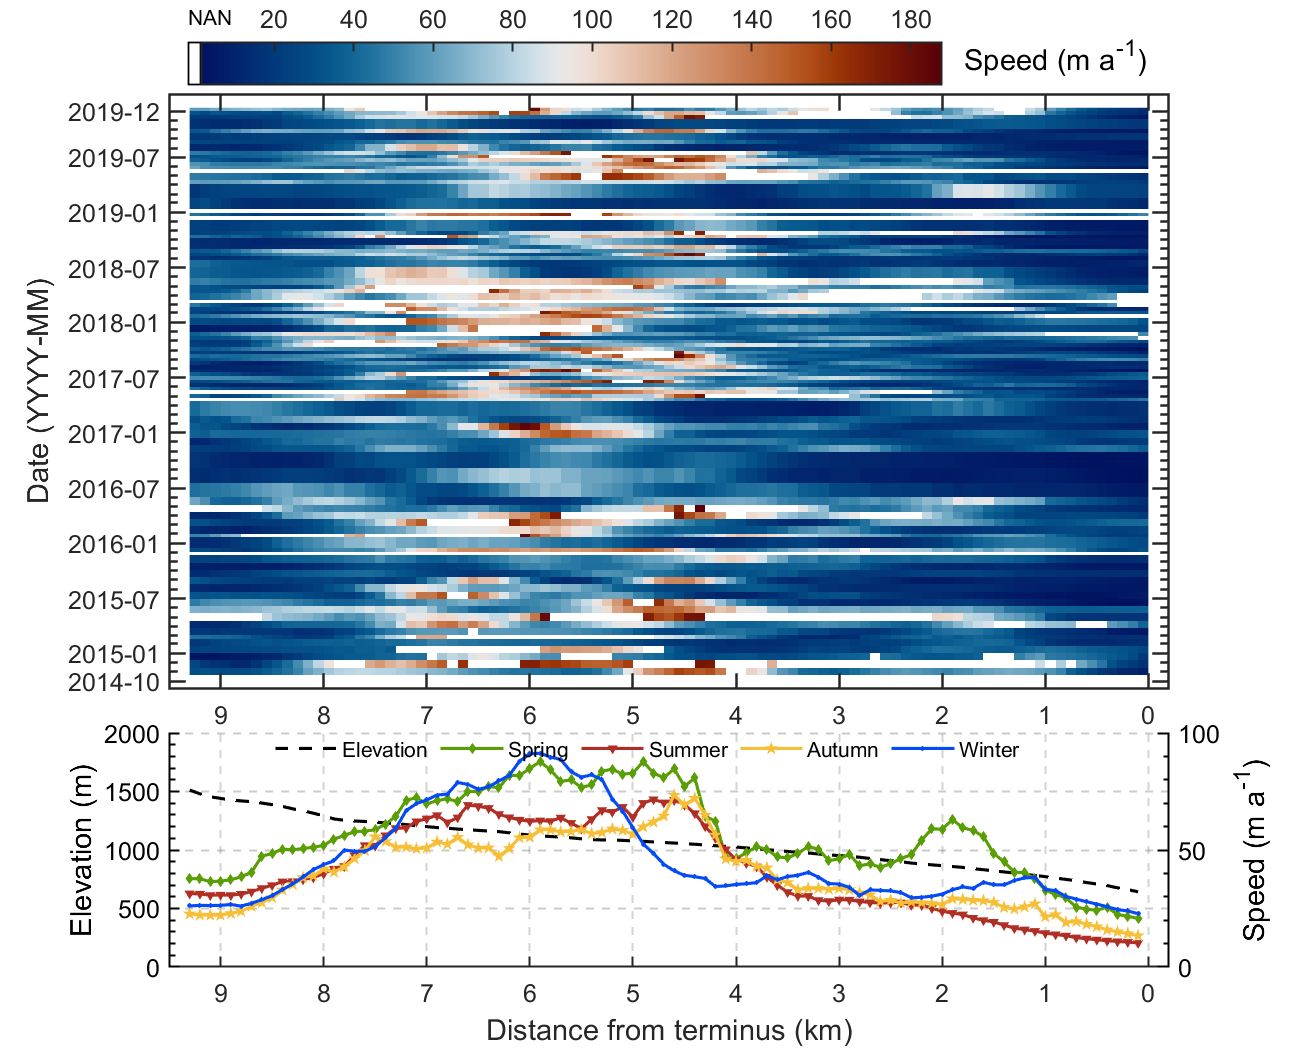 NAN 20 40 60 80 100 120 140 160 180
Speed (m a⁻¹)
2019-12
2019-07
2019-01
2018-07
2018-01
2017-07
2017-01
2016-07
2016-01
2015-07
2015-01
2014-10
Date (YYYY-MM)
9 8 7 6 5 4 3 2 1 0
2000
1500
1000
500
0
Elevation (m)
Elevation Spring Summer Autumn Winter
100
50
0
Speed (m a⁻¹)
9 8 7 6 5 4 3 2 1 0
Distance from terminus (km)